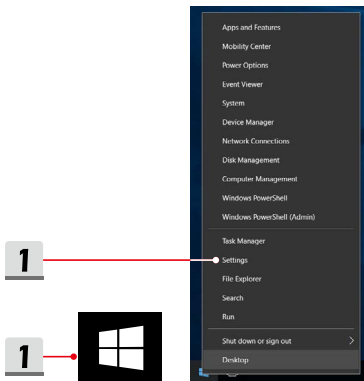 Apps and Features
Mobility Center
Power Options
Event Viewer
System
Device Manager
Network Connections
Disk Management
Computer Management
Windows PowerShell
Windows PowerShell (Admin)
Task Manager
1
Settings
File Explorer
Search
Run
1
Shut down or sign out
Desktop